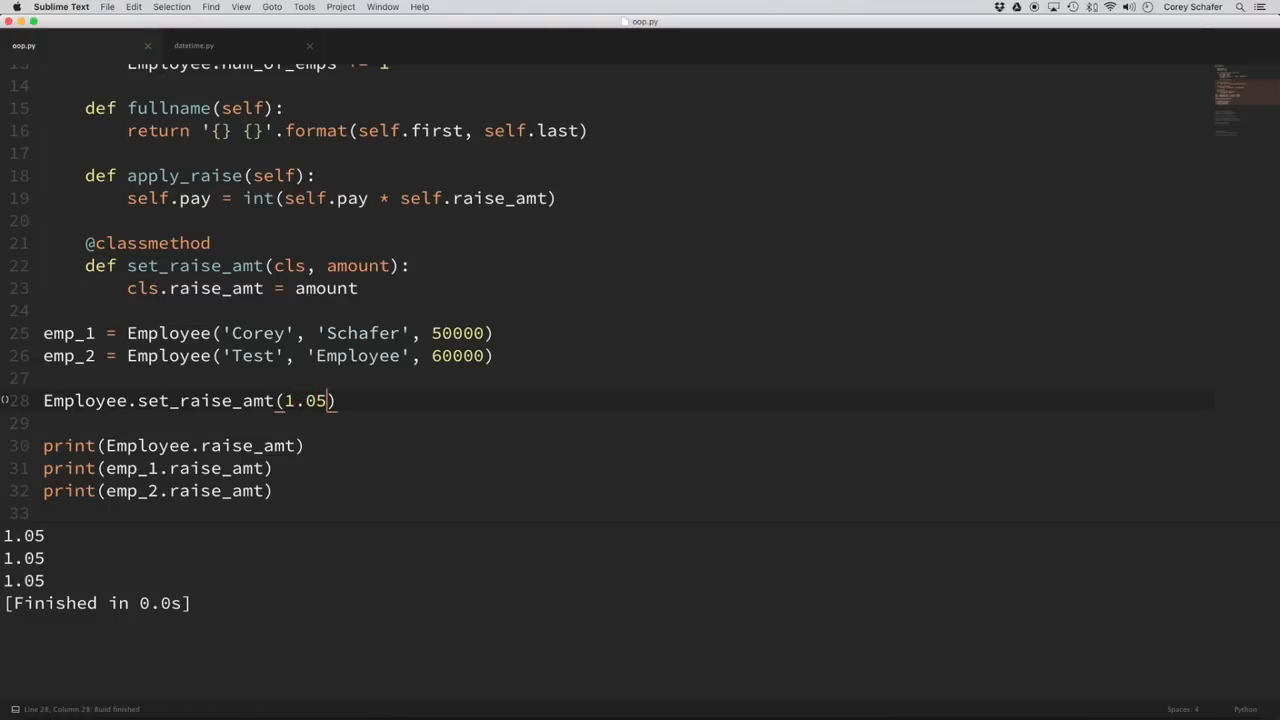 Sublime Text File Edit Selection Find View Goto Tools Project Window Help Corey Schafer
oop.py
oop.py datetime.py
13 Employee.num_of_emps += 1
14
15 def fullname(self):
16 return '{} {}'.format(self.first, self.last)
17
18 def apply_raise(self):
19 self.pay = int(self.pay * self.raise_amt)
20
21 @classmethod
22 def set_raise_amt(cls, amount):
23 cls.raise_amt = amount
24
25 emp_1 = Employee('Corey', 'Schafer', 50000)
26 emp_2 = Employee('Test', 'Employee', 60000)
27
28 Employee.set_raise_amt(1.05)
29
30 print(Employee.raise_amt)
31 print(emp_1.raise_amt)
32 print(emp_2.raise_amt)
33
1.05
1.05
1.05
[Finished in 0.0s]
Line 28, Column 28: Build finished Spaces: 4 Python